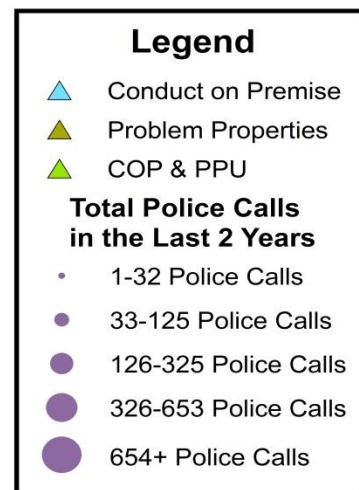 Legend
Conduct on Premise
Problem Properties
COP & PPU
Total Police Calls
in the Last 2 Years
1-32 Police Calls
33-125 Police Calls
126-325 Police Calls
326-653 Police Calls
654+ Police Calls